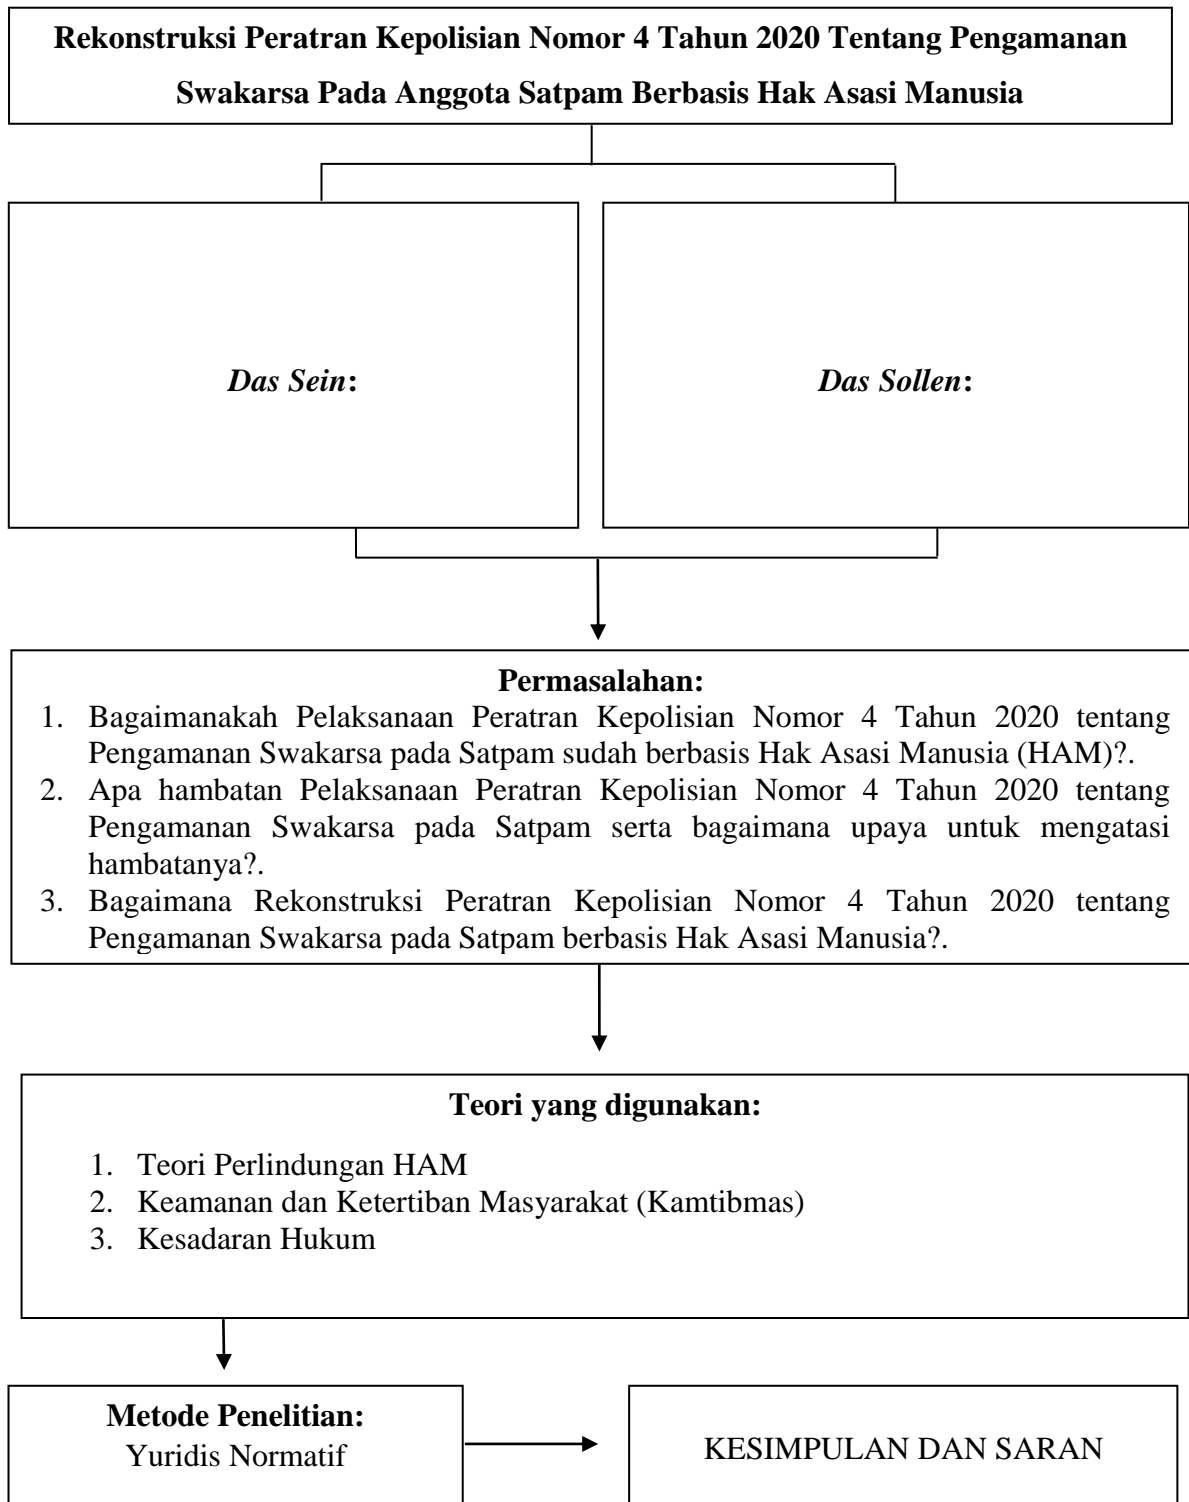 Rekonstruksi Peratran Kepolisian Nomor 4 Tahun 2020 Tentang Pengamanan
Swakarsa Pada Anggota Satpam Berbasis Hak Asasi Manusia
Das Sein:
Das Sollen:
Permasalahan:
1. Bagaimanakah Pelaksanaan Peratran Kepolisian Nomor 4 Tahun 2020 tentang
Pengamanan Swakarsa pada Satpam sudah berbasis Hak Asasi Manusia (HAM)?.
2. Apa hambatan Pelaksanaan Peratran Kepolisian Nomor 4 Tahun 2020 tentang
Pengamanan Swakarsa pada Satpam serta bagaimana upaya untuk mengatasi
hambatanya?.
3. Bagaimana Rekonstruksi Peratran Kepolisian Nomor 4 Tahun 2020 tentang
Pengamanan Swakarsa pada Satpam berbasis Hak Asasi Manusia?.
Teori yang digunakan:
1. Teori Perlindungan HAM
2. Keamanan dan Ketertiban Masyarakat (Kamtibmas)
3. Kesadaran Hukum
Metode Penelitian:
Yuridis Normatif
KESIMPULAN DAN SARAN